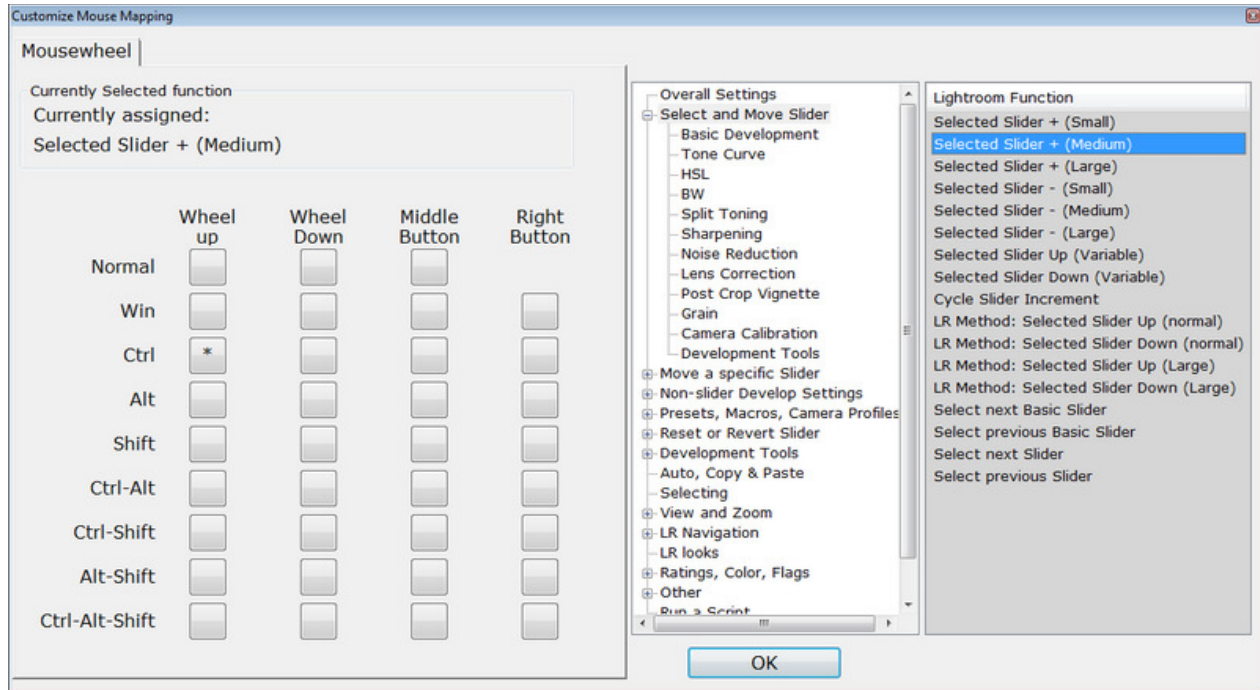 Customize Mouse Mapping
Mousewheel
Currently Selected function
Currently assigned:
Selected Slider + (Medium)
Wheel up
Wheel Down
Middle Button
Right Button
Normal
Win
Ctrl
*
Alt
Shift
Ctrl-Alt
Ctrl-Shift
Alt-Shift
Ctrl-Alt-Shift
Overall Settings
Select and Move Slider
Basic Development
Tone Curve
HSL
BW
Split Toning
Sharpening
Noise Reduction
Lens Correction
Post Crop Vignette
Grain
Camera Calibration
Development Tools
Move a specific Slider
Non-slider Develop Settings
Presets, Macros, Camera Profiles
Reset or Revert Slider
Development Tools
Auto, Copy & Paste
Selecting
View and Zoom
LR Navigation
LR looks
Ratings, Color, Flags
Other
Run a Script
Lightroom Function
Selected Slider + (Small)
Selected Slider + (Medium)
Selected Slider + (Large)
Selected Slider - (Small)
Selected Slider - (Medium)
Selected Slider - (Large)
Selected Slider Up (Variable)
Selected Slider Down (Variable)
Cycle Slider Increment
LR Method: Selected Slider Up (normal)
LR Method: Selected Slider Down (normal)
LR Method: Selected Slider Up (Large)
LR Method: Selected Slider Down (Large)
Select next Basic Slider
Select previous Basic Slider
Select next Slider
Select previous Slider
OK